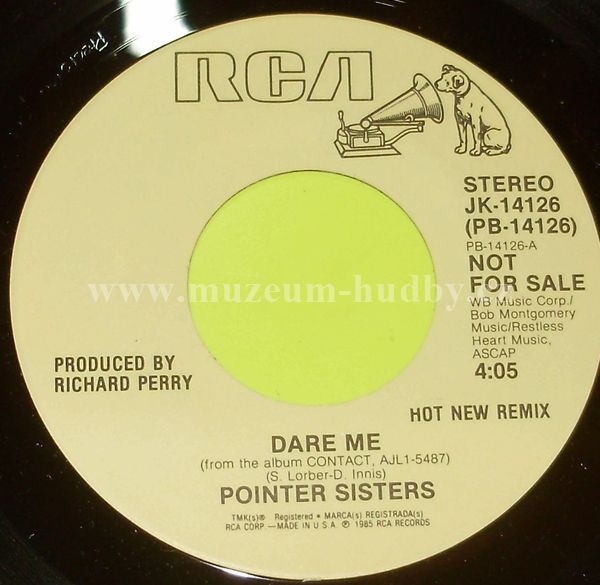 RCA
STEREO
JK-14126
(PB-14126)
PB-14126-A
NOT
FOR SALE
WB Music Corp./
Bob Montgomery
Music/Restless
Heart Music,
ASCAP
4:05
www.muzeum-hudby.
PRODUCED BY
RICHARD PERRY
HOT NEW REMIX
DARE ME
(from the album CONTACT, AJL1-5487)
(S. Lorber-D. Innis)
POINTER SISTERS
TMK(s)® Registered • MARCA(s) REGISTRADA(s)
RCA CORP.—MADE IN U.S.A. ℗ 1985 RCA RECORDS